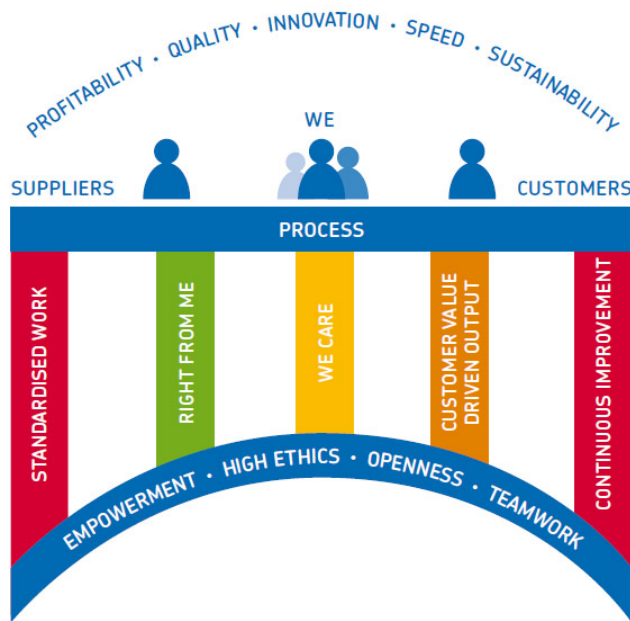 PROFITABILITY · QUALITY · INNOVATION · SPEED · SUSTAINABILITY
WE
SUPPLIERS
CUSTOMERS
PROCESS
STANDARDISED WORK
RIGHT FROM ME
WE CARE
CUSTOMER VALUE
DRIVEN OUTPUT
CONTINUOUS IMPROVEMENT
EMPOWERMENT · HIGH ETHICS · OPENNESS · TEAMWORK